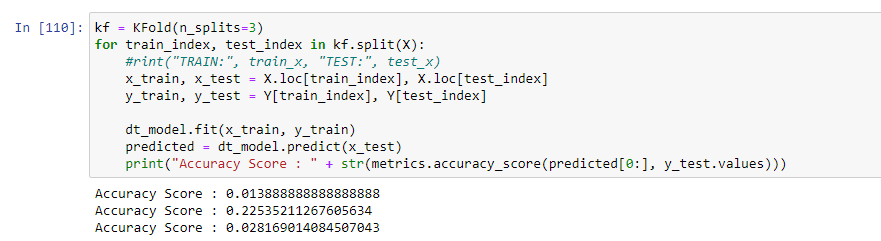 In [110]: kf = KFold(n_splits=3)
for train_index, test_index in kf.split(X):
    #rint("TRAIN:", train_x, "TEST:", test_x)
    x_train, x_test = X.loc[train_index], X.loc[test_index]
    y_train, y_test = Y[train_index], Y[test_index]
    dt_model.fit(x_train, y_train)
    predicted = dt_model.predict(x_test)
    print("Accuracy Score : " + str(metrics.accuracy_score(predicted[0:], y_test.values)))
Accuracy Score : 0.013888888888888888
Accuracy Score : 0.22535211267605634
Accuracy Score : 0.028169014084507043